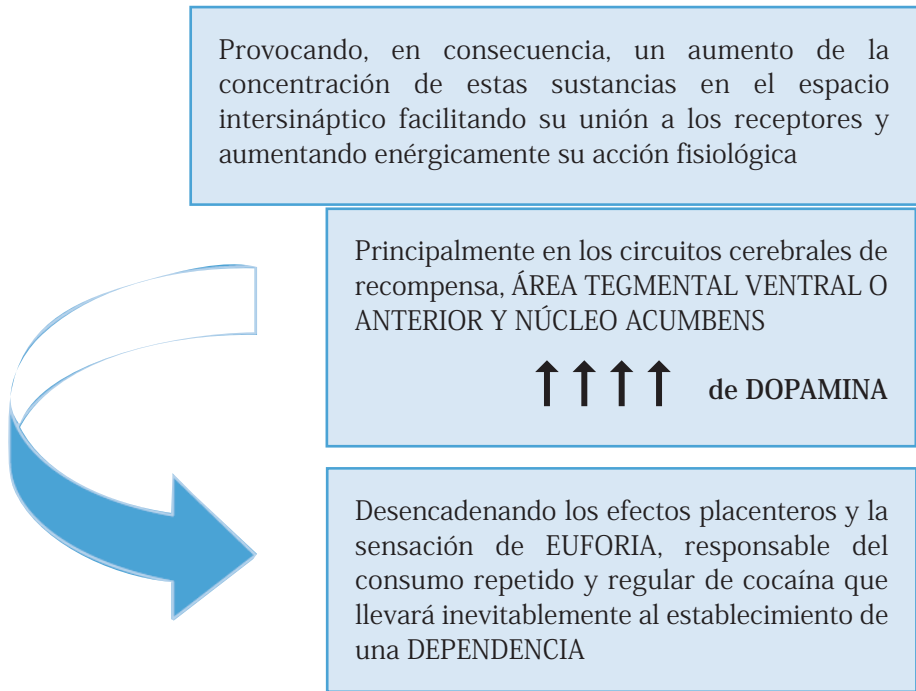 Provocando, en consecuencia, un aumento de la
concentración de estas sustancias en el espacio
intersináptico facilitando su unión a los receptores y
aumentando enérgicamente su acción fisiológica
Principalmente en los circuitos cerebrales de
recompensa, ÁREA TEGMENTAL VENTRAL O
ANTERIOR Y NÚCLEO ACUMBENS
↑ ↑ ↑ ↑ de DOPAMINA
Desencadenando los efectos placenteros y la
sensación de EUFORIA, responsable del
consumo repetido y regular de cocaína que
llevará inevitablemente al establecimiento de
una DEPENDENCIA